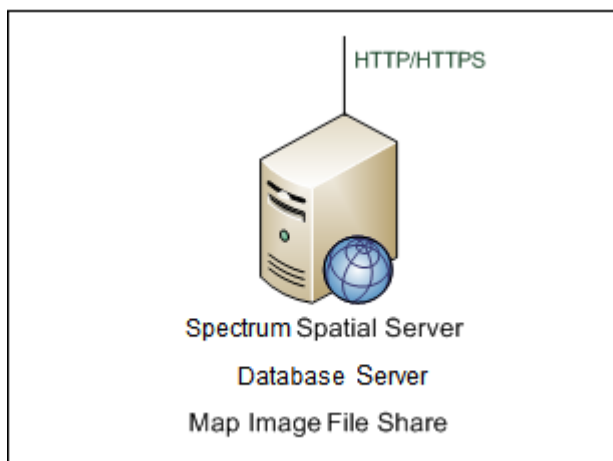 HTTP/HTTPS
Spectrum Spatial Server
Database Server
Map Image File Share